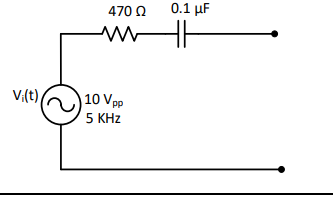 470 Ω 0.1 µF
Vi(t) 10 Vpp
5 KHz